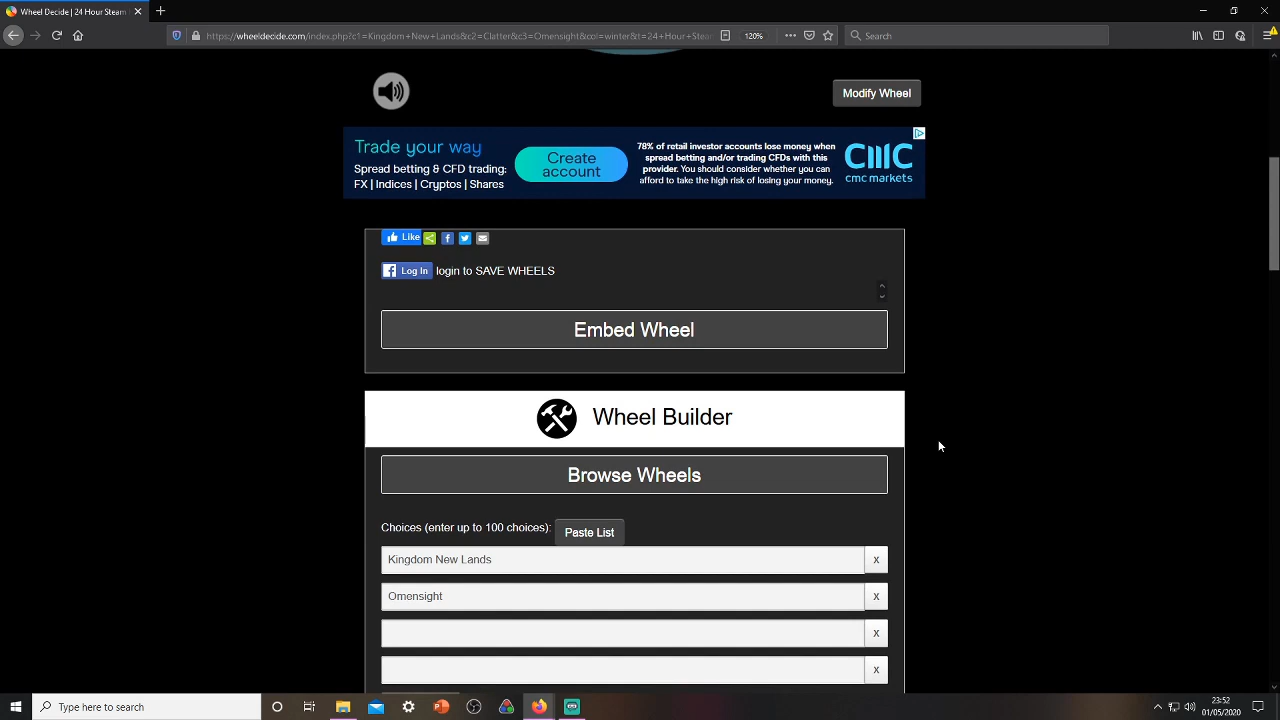 Wheel Decide | 24 Hour Steam
https://wheeldecide.com/index.php?c1=Kingdom+New+Lands&c2=Clatter&c3=Omensight&col=winter&t=24+Hour+Steam
120%
Search
Modify Wheel
Trade your way
Spread betting & CFD trading:
FX | Indices | Cryptos | Shares
Create
account
78% of retail investor accounts lose money when
spread betting and/or trading CFDs with this
provider. You should consider whether you can
afford to take the high risk of losing your money.
cmc markets
Like
Log In login to SAVE WHEELS
Embed Wheel
Wheel Builder
Browse Wheels
Choices (enter up to 100 choices): Paste List
Kingdom New Lands x
Omensight x
x
x
Type here to search
23:52
01/05/2020